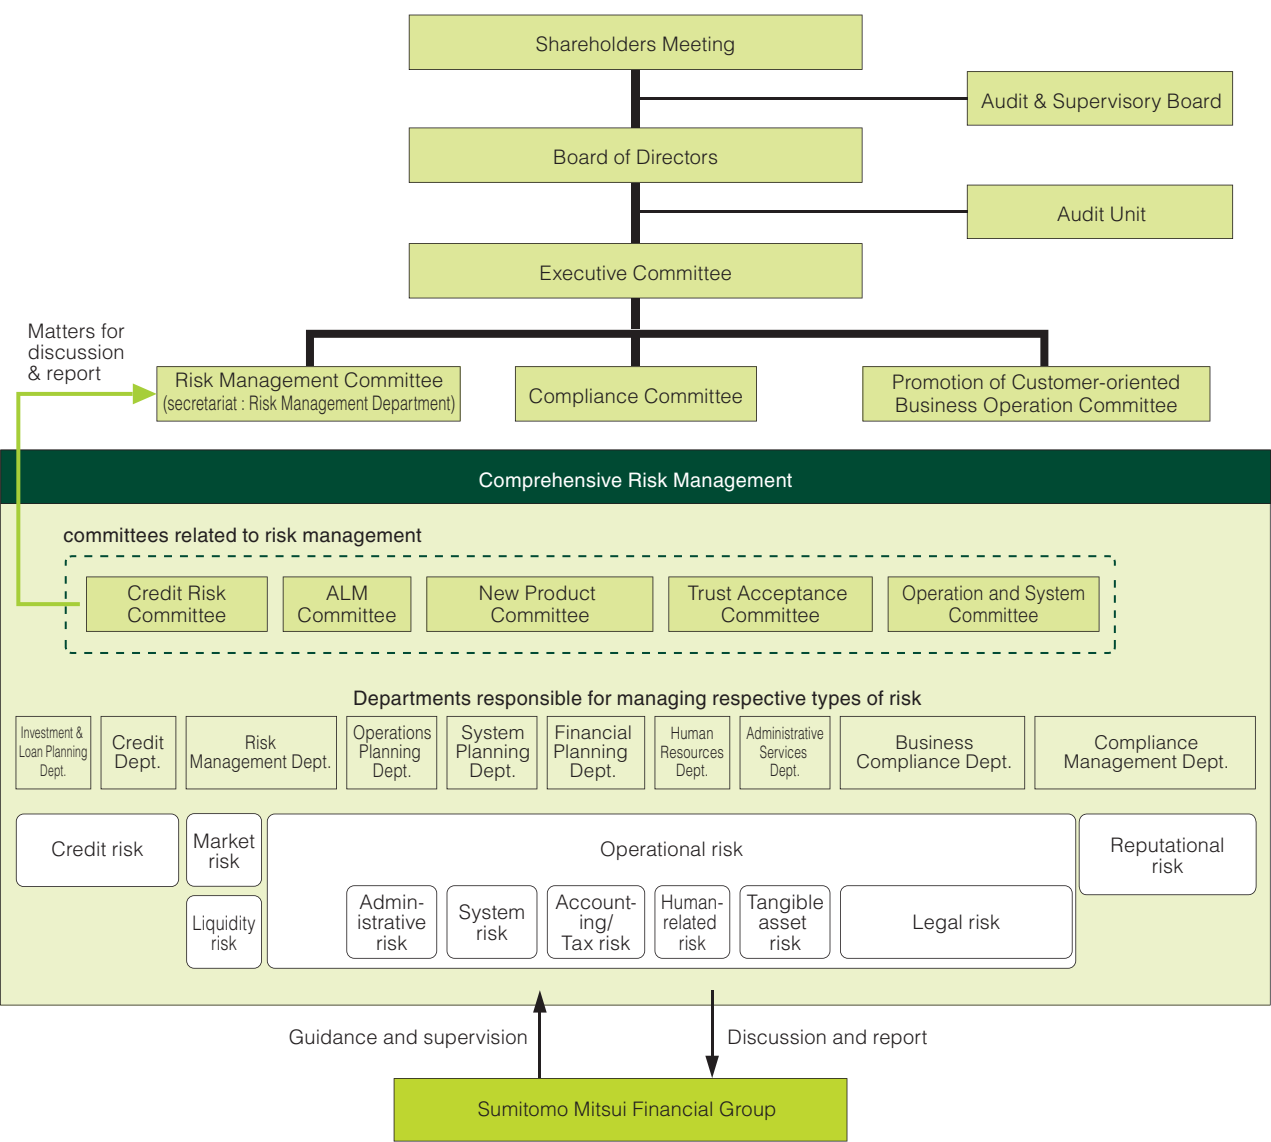 Shareholders Meeting
Audit & Supervisory Board
Board of Directors
Audit Unit
Executive Committee
Matters for
discussion
& report
Risk Management Committee
(secretariat : Risk Management Department)
Compliance Committee
Promotion of Customer-oriented
Business Operation Committee
Comprehensive Risk Management
committees related to risk management
Credit Risk
Committee
ALM
Committee
New Product
Committee
Trust Acceptance
Committee
Operation and System
Committee
Departments responsible for managing respective types of risk
Investment &
Loan Planning
Dept.
Credit
Dept.
Risk
Management Dept.
Operations
Planning
Dept.
System
Planning
Dept.
Financial
Planning
Dept.
Human
Resources
Dept.
Administrative
Services
Dept.
Business
Compliance Dept.
Compliance
Management Dept.
Credit risk
Market
risk
Liquidity
risk
Operational risk
Admin-
istrative
risk
System
risk
Account-
ing/
Tax risk
Human-
related
risk
Tangible
asset
risk
Legal risk
Reputational
risk
Guidance and supervision
Discussion and report
Sumitomo Mitsui Financial Group